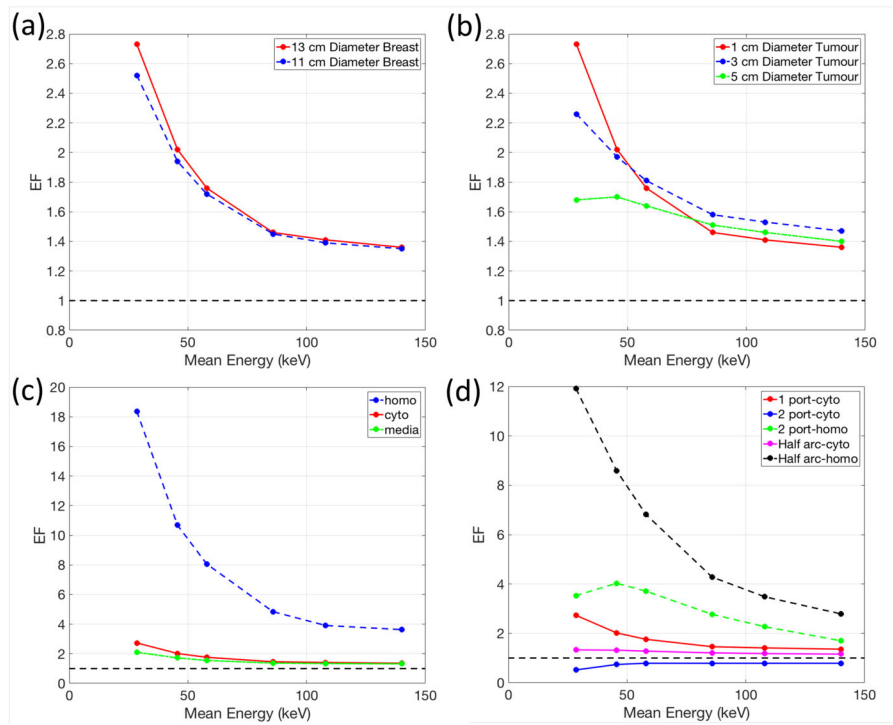 (a)
2.8
2.6
2.4
2.2
2
1.8
1.6
1.4
1.2
1
0.8
EF
0
50
100
150
Mean Energy (keV)
13 cm Diameter Breast
11 cm Diameter Breast
(b)
2.8
2.6
2.4
2.2
2
1.8
1.6
1.4
1.2
1
0.8
EF
0
50
100
150
Mean Energy (keV)
1 cm Diameter Tumour
3 cm Diameter Tumour
5 cm Diameter Tumour
(c)
20
18
16
14
12
10
8
6
4
2
0
EF
0
50
100
150
Mean Energy (keV)
homo
cyto
media
(d)
12
10
8
6
4
2
0
EF
0
50
100
150
Mean Energy (keV)
1 port-cyto
2 port-cyto
2 port-homo
Half arc-cyto
Half arc-homo